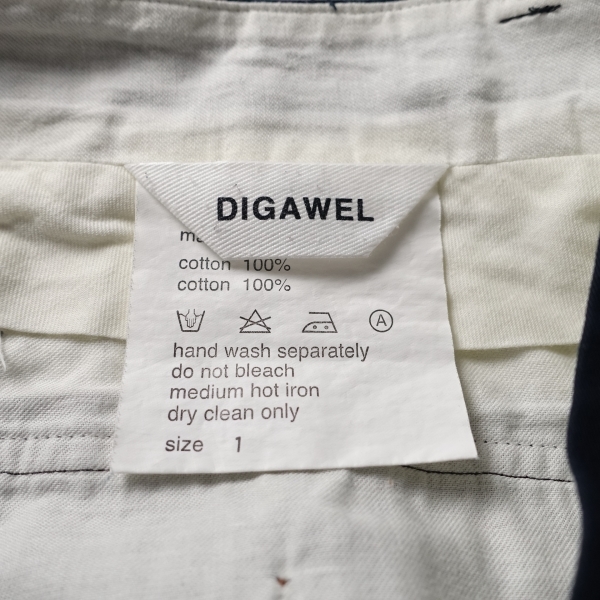 DIGAWEL
cotton 100%
cotton 100%
A
hand wash separately
do not bleach
medium hot iron
dry clean only
size 1